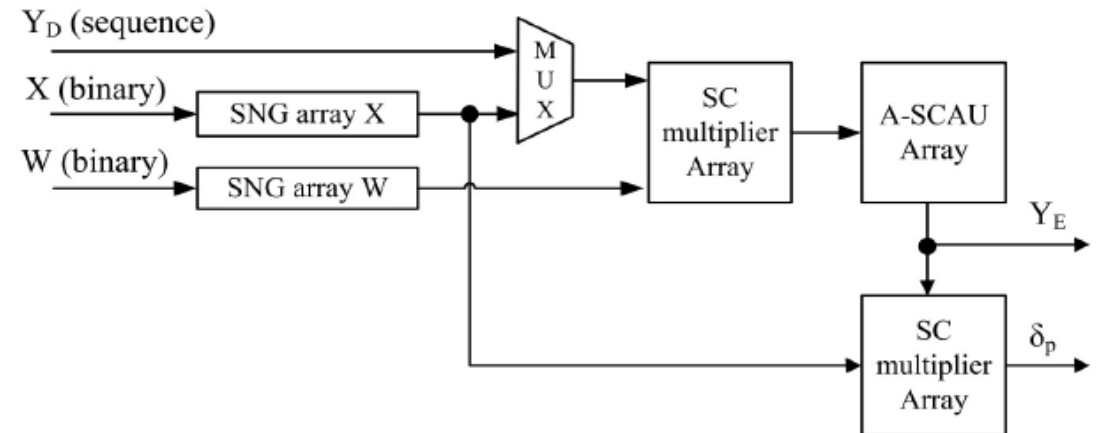 Y_D (sequence)
X (binary)
W (binary)
SNG array X
SNG array W
M
U
X
SC
multiplier
Array
A-SCAU
Array
Y_E
SC
multiplier
Array
δ_p